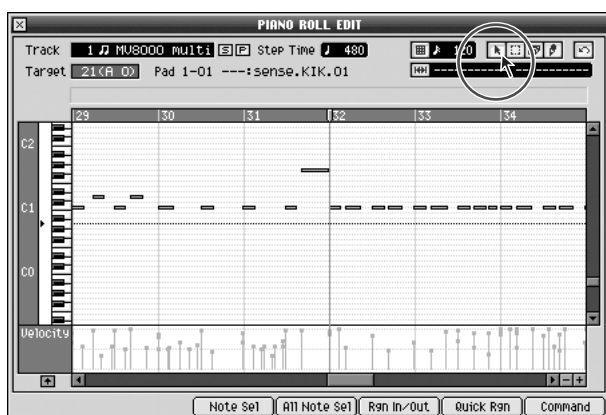 PIANO ROLL EDIT
Track 1 MV8000 multi S P Step Time 480 120
Target 21(A 0) Pad 1-01 ---:sense.KIK.01
29 30 31 32 33 34
C2
C1
C0
Velocity
Note Sel All Note Sel Rgn In/Out Quick Rgn Command